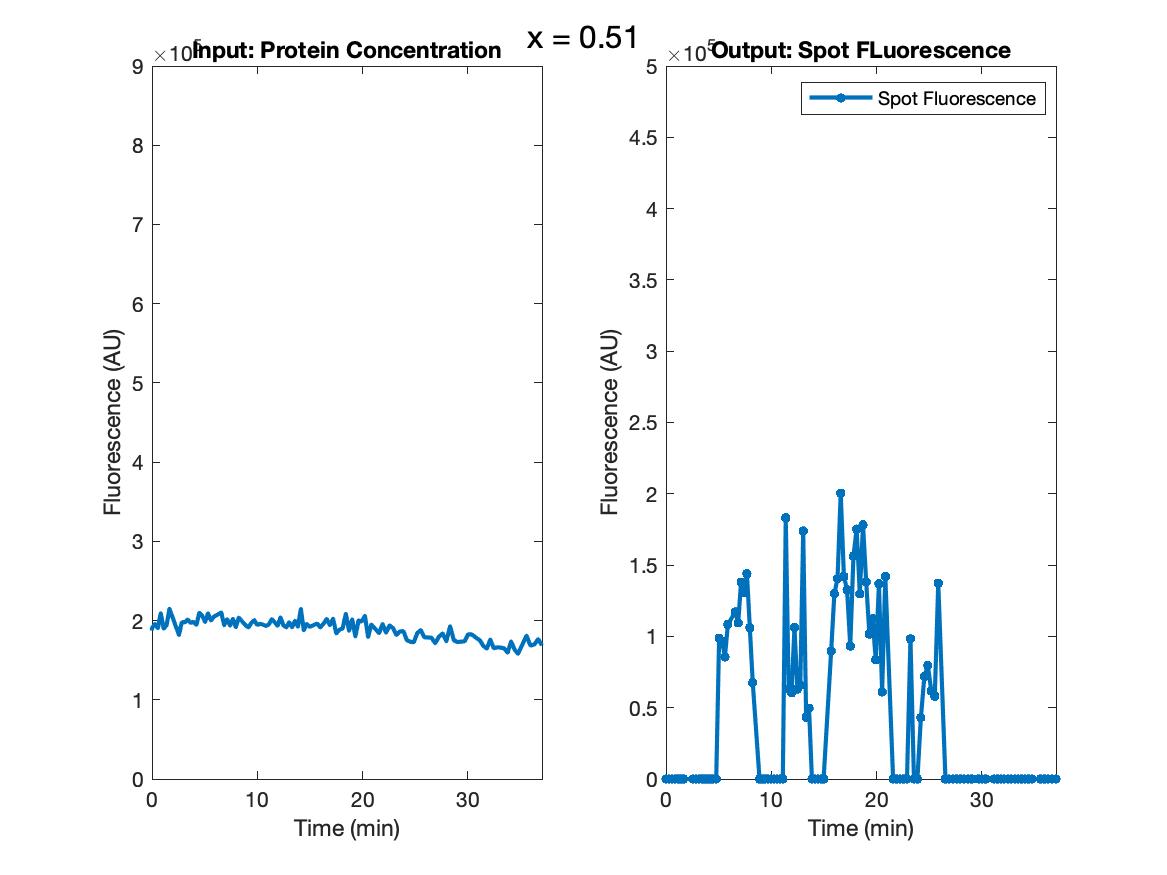 x = 0.51
×10⁵
Input: Protein Concentration
9
8
7
6
5
4
3
2
1
0
Fluorescence (AU)
0 10 20 30
Time (min)
×10⁵
Output: Spot FLuorescence
Spot Fluorescence
5
4.5
4
3.5
3
2.5
2
1.5
1
0.5
0
Fluorescence (AU)
0 10 20 30
Time (min)